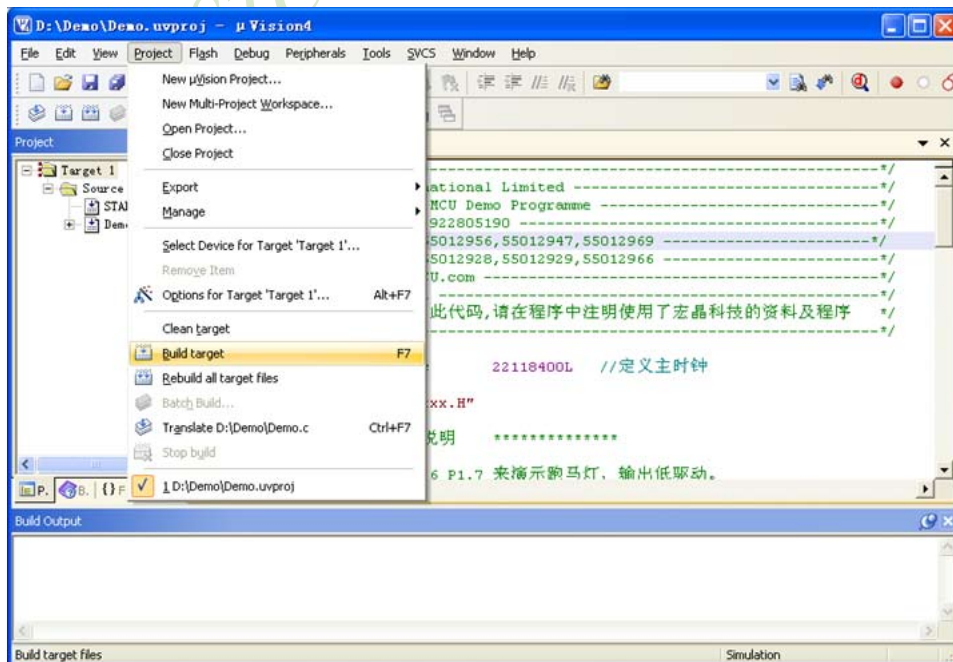 D:\Demo\Demo.uvproj - µVision4
File Edit View Project Flash Debug Peripherals Tools SVCS Window Help
Project
Target 1
Source
STA
Dem
New µVision Project...
New Multi-Project Workspace...
Open Project...
Close Project
Export
Manage
Select Device for Target 'Target 1'...
Remove Item
Options for Target 'Target 1'... Alt+F7
Clean target
Build target F7
Rebuild all target files
Batch Build...
Translate D:\Demo\Demo.c Ctrl+F7
Stop build
1 D:\Demo\Demo.uvproj
P. B. {} F
---------------------------------------------*/
national Limited ------------------------------*/
MCU Demo Programme ---------------------------*/
922805190 ------------------------------------*/
55012956,55012947,55012969 -----------------------*/
55012928,55012929,55012966 ------------------------*/
U.com ----------------------------------------*/
---------------------------------------------*/
此代码,请在程序中注明使用了宏晶科技的资料及程序 */
---------------------------------------------*/
22118400L //定义主时钟
xx.H"
说明 **************
6 P1.7 来演示跑马灯,输出低驱动。
Build Output
Build target files Simulation